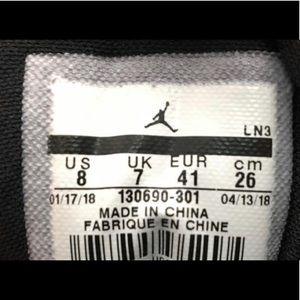 LN3
US UK EUR cm
8 7 41 26
01/17/18 130690-301 04/13/18
MADE IN CHINA
FABRIQUE EN CHINE